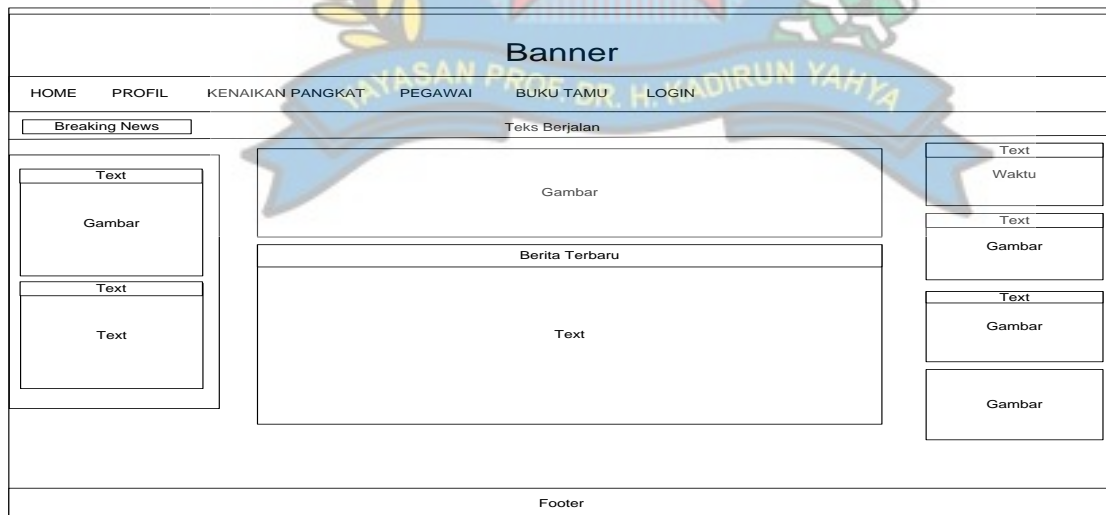 Banner
YAYASAN PROF. DR. H. KADIRUN YAHYA
HOME PROFIL KENAIKAN PANGKAT PEGAWAI BUKU TAMU LOGIN
Breaking News Teks Berjalan
Text
Gambar
Text
Text
Gambar
Berita Terbaru
Text
Text
Waktu
Text
Gambar
Text
Gambar
Gambar
Footer